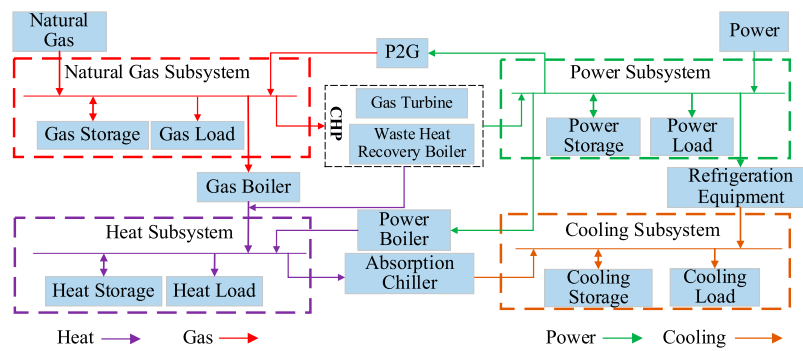 Natural
Gas
P2G
Power
Natural Gas Subsystem
Power Subsystem
CHP
Gas Turbine
Waste Heat
Recovery Boiler
Gas Storage
Gas Load
Power
Storage
Power
Load
Gas Boiler
Refrigeration
Equipment
Heat Subsystem
Power
Boiler
Cooling Subsystem
Absorption
Chiller
Heat Storage
Heat Load
Cooling
Storage
Cooling
Load
Heat
Gas
Power
Cooling